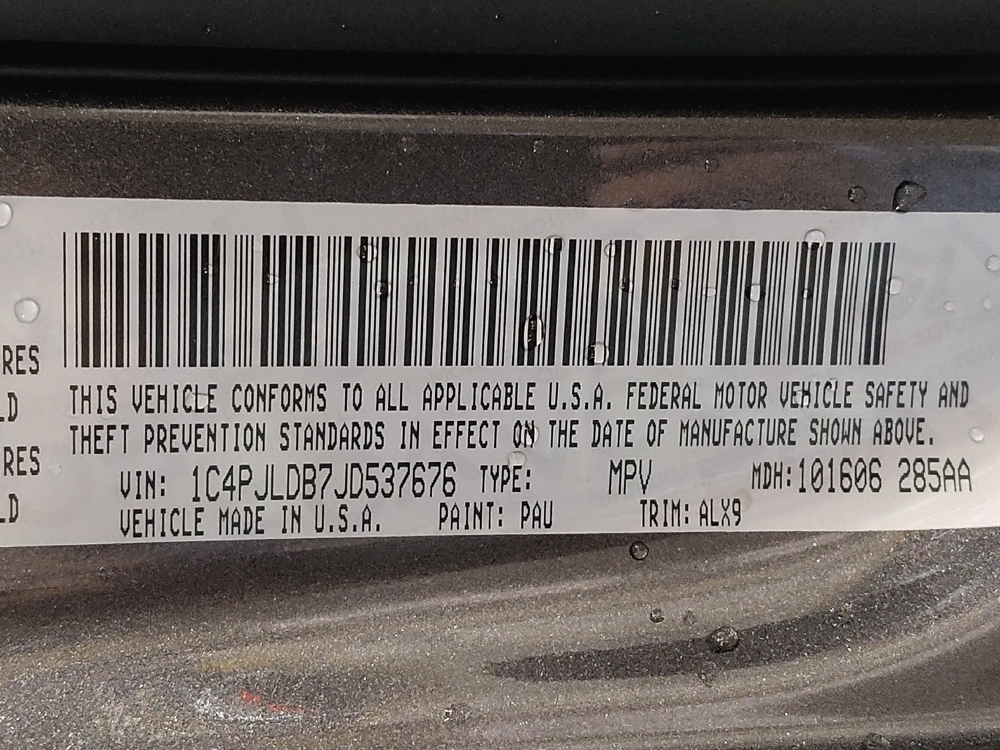 RES
LD
RES
LD
THIS VEHICLE CONFORMS TO ALL APPLICABLE U.S.A. FEDERAL MOTOR VEHICLE SAFETY AND
THEFT PREVENTION STANDARDS IN EFFECT ON THE DATE OF MANUFACTURE SHOWN ABOVE.
VIN: 1C4PJLDB7JD537676 TYPE: MPV MDH:101606 285AA
VEHICLE MADE IN U.S.A. PAINT: PAU TRIM: ALX9